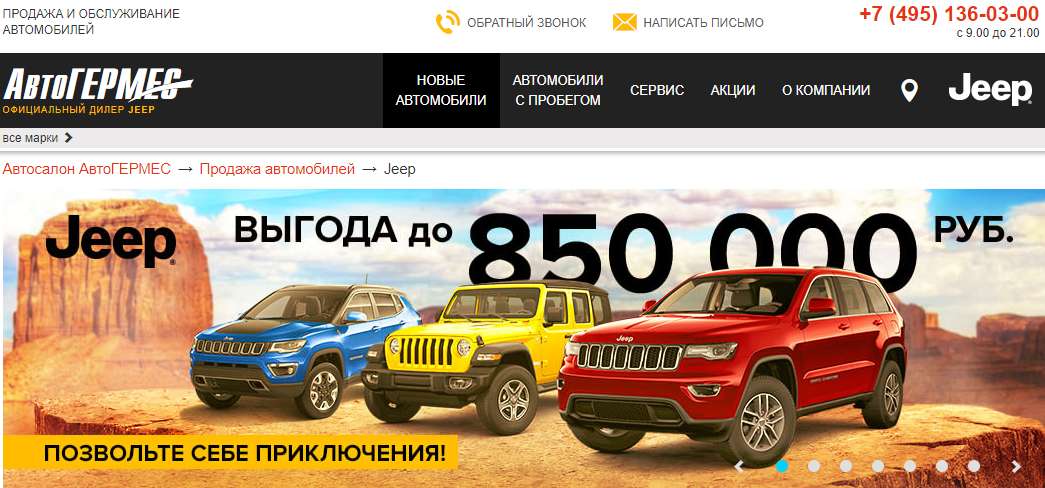 ПРОДАЖА И ОБСЛУЖИВАНИЕ
АВТОМОБИЛЕЙ
ОБРАТНЫЙ ЗВОНОК
НАПИСАТЬ ПИСЬМО
+7 (495) 136-03-00
с 9.00 до 21.00
АвтоГЕРМЕС
ОФИЦИАЛЬНЫЙ ДИЛЕР JEEP
НОВЫЕ
АВТОМОБИЛИ
АВТОМОБИЛИ
С ПРОБЕГОМ
СЕРВИС
АКЦИИ
О КОМПАНИИ
Jeep
все марки
Автосалон АвтоГЕРМЕС → Продажа автомобилей → Jeep
Jeep
ВЫГОДА до 850 000 РУБ.
Jeep
ПОЗВОЛЬТЕ СЕБЕ ПРИКЛЮЧЕНИЯ!